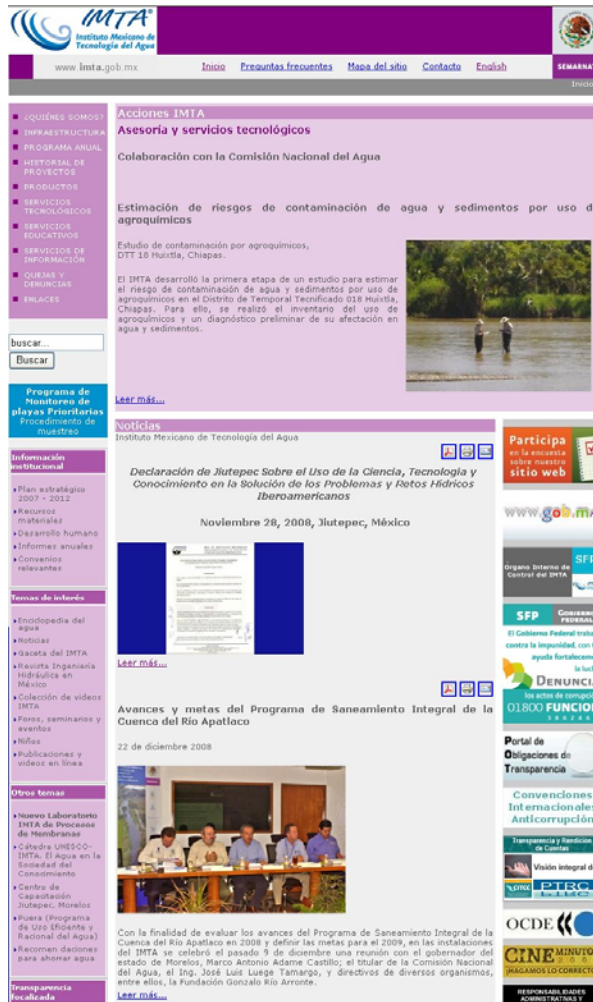 IMTA
Instituto Mexicano de
Tecnología del Agua
www.imta.gob.mx
Inicio
Preguntas frecuentes
Mapa del sitio
Contacto
English
SEMARNAT
Inicio
¿QUIÉNES SOMOS?
INFRAESTRUCTURA
PROGRAMA ANUAL
HISTORIAL DE
PROYECTOS
PRODUCTOS
SERVICIOS
TECNOLÓGICOS
SERVICIOS
EDUCATIVOS
SERVICIOS DE
INFORMACIÓN
QUEJAS Y
DENUNCIAS
ENLACES
buscar...
Buscar
Programa de
Monitoreo de
playas Prioritarias
Procedimiento de
muestreo
Información
institucional
Plan estratégico
2007 - 2012
Recursos
materiales
Desarrollo humano
Informes anuales
Convenios
relevantes
Temas de interés
Enciclopedia del
agua
Noticias
Gaceta del IMTA
Revista Ingeniería
Hidráulica en
México
Colección de videos
IMTA
Foros, seminarios y
eventos
Niños
Publicaciones y
videos en línea
Otros temas
Nuevo Laboratorio
IMTA de Procesos
de Membranas
Cátedra UNESCO-
IMTA. El Agua en la
Sociedad del
Conocimiento
Centro de
Capacitación
Jiutepec, Morelos
Puera (Programa
de Uzo Eficiente y
Racional del Agua)
Recomen daciones
para ahorrar agua
Transparencia
focalizada
Acciones IMTA
Asesoría y servicios tecnológicos
Colaboración con la Comisión Nacional del Agua
Estimación de riesgos de contaminación de agua y sedimentos por uso d
agroquímicos
Estudio de contaminación por agroquímicos,
DTT 18 Huixtla, Chiapas.
El IMTA desarrolló la primera etapa de un estudio para estimar
el riesgo de contaminación de agua y sedimentos por uso de
agroquímicos en el Distrito de Temporal Tecnificado 018 Huixtla,
Chiapas. Para ello, se realizó el inventario del uso de
agroquímicos y un diagnóstico preliminar de su afectación en
agua y sedimentos.
Leer más...
Noticias
Instituto Mexicano de Tecnología del Agua
Declaración de Jiutepec Sobre el Uso de la Ciencia, Tecnología y
Conocimiento en la Solución de los Problemas y Retos Hídricos
Iberoamericanos
Noviembre 28, 2008, Jiutepec, México
Leer más...
Avances y metas del Programa de Saneamiento Integral de la
Cuenca del Río Apatlaco
22 de diciembre 2008
Con la finalidad de evaluar los avances del Programa de Saneamiento Integral de la
Cuenca del Río Apatlaco en 2008 y definir las metas para el 2009, en las instalaciones
del IMTA se celebró el pasado 9 de diciembre una reunión con el gobernador del
estado de Morelos, Marco Antonio Adame Castillo; el titular de la Comisión Nacional
del Agua, el Ing. José Luis Luege Tamargo, y directivos de diversos organismos,
entre ellos, la Fundación Gonzalo Río Arronte.
Leer más...
Participa
en la encuesta
sobre nuestro
sitio web
www.gob.m
SFP
Órgano Interno de
Control del IMTA
SFP
GOBIERNO
FEDERAL
El Gobierno Federal traba
contra la impunidad, con t
ayuda fortalecemo
la luch
DENUNCIA
los actos de corrupci
01800 FUNCION
Portal de
Obligaciones de
Transparencia
Convenciones
Internacionales
Anticorrupción
Transparencia y Rendición
de Cuentas
Visión integral d
PTRC
OCDE
CINE MINUTO
¡HAGAMOS LO CORRECTO
RESPONSABILIDADES
ADMINISTRATIVAS Y